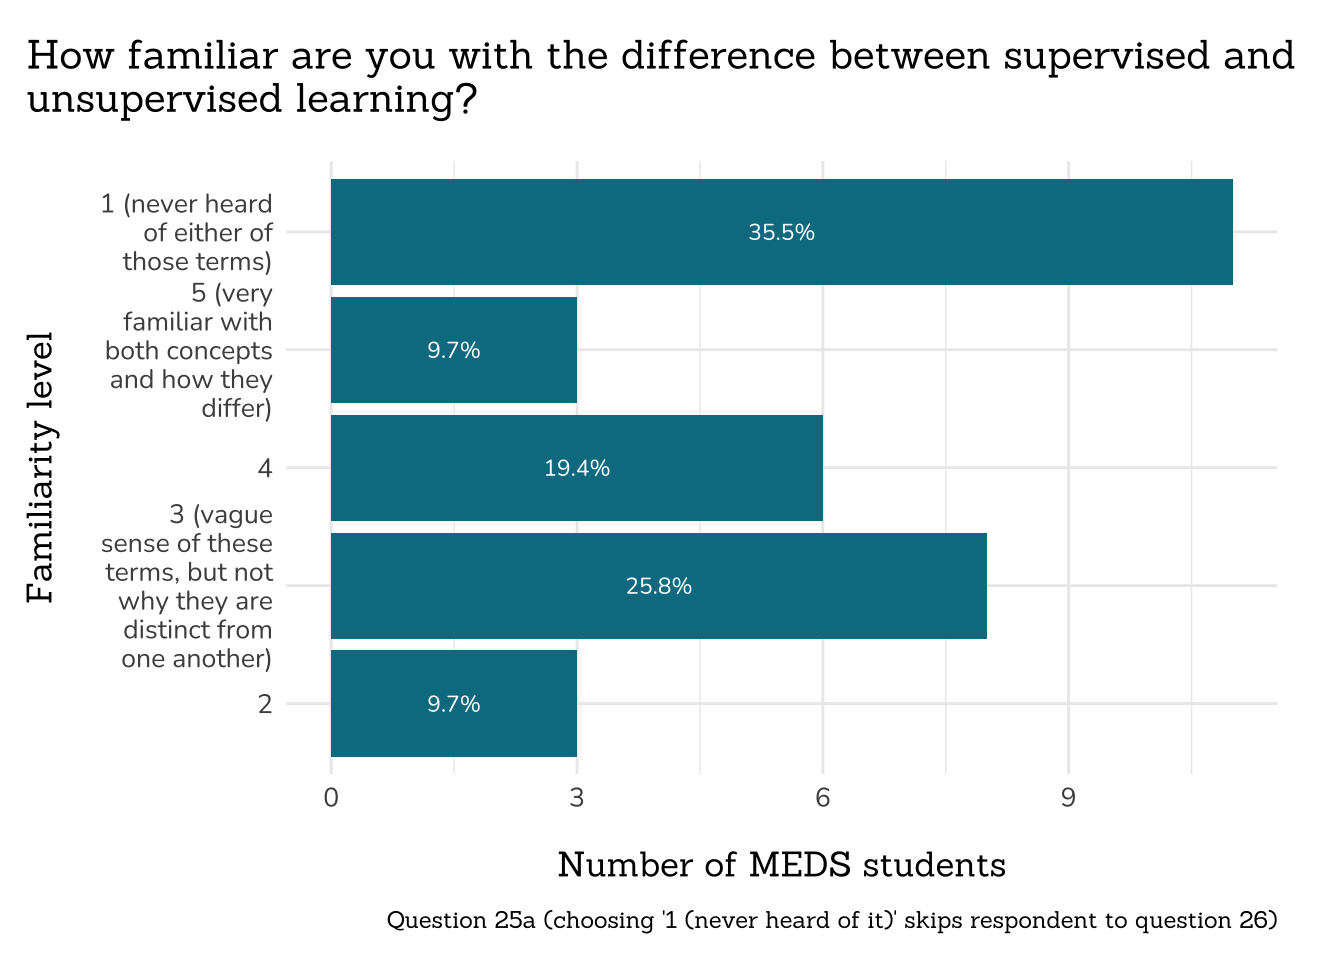 How familiar are you with the difference between supervised and
unsupervised learning?
Familiarity level
1 (never heard
of either of
those terms)
35.5%
5 (very
familiar with
both concepts
and how they
differ)
9.7%
4
19.4%
3 (vague
sense of these
terms, but not
why they are
distinct from
one another)
25.8%
2
9.7%
0 3 6 9
Number of MEDS students
Question 25a (choosing '1 (never heard of it)' skips respondent to question 26)